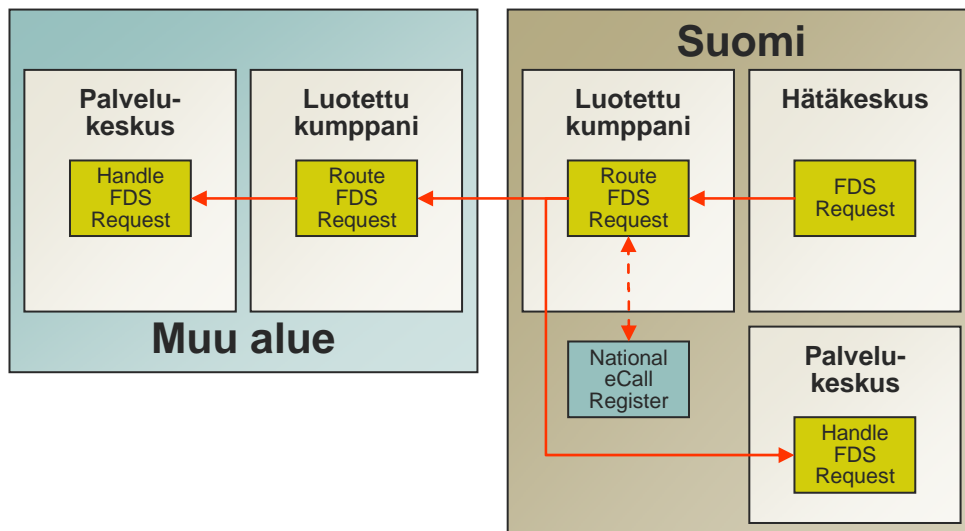 Suomi
Palvelu-
keskus
Luotettu
kumppani
Luotettu
kumppani
Hätäkeskus
Handle
FDS
Request
Route
FDS
Request
Route
FDS
Request
FDS
Request
Muu alue
National
eCall
Register
Palvelu-
keskus
Handle
FDS
Request